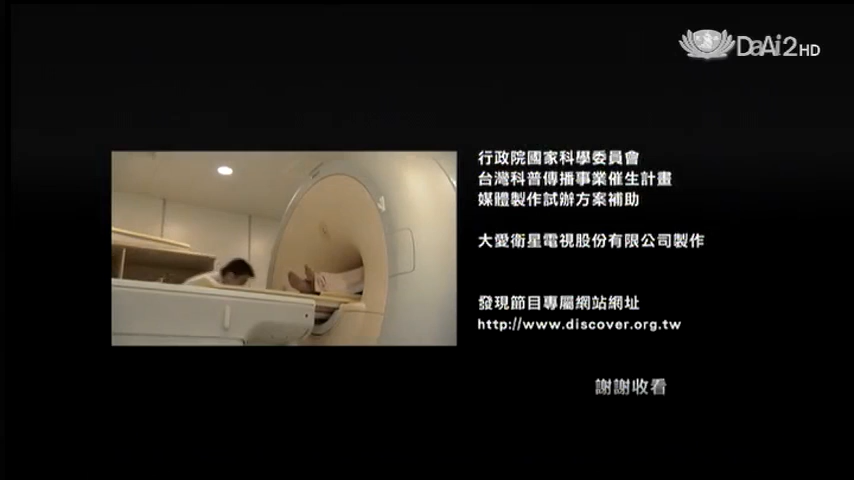 DaAi2HD
行政院國家科學委員會
台灣科普傳播事業催生計畫
媒體製作試辦方案補助
大愛衛星電視股份有限公司製作
發現節目專屬網站網址
http://www.discover.org.tw
謝謝收看